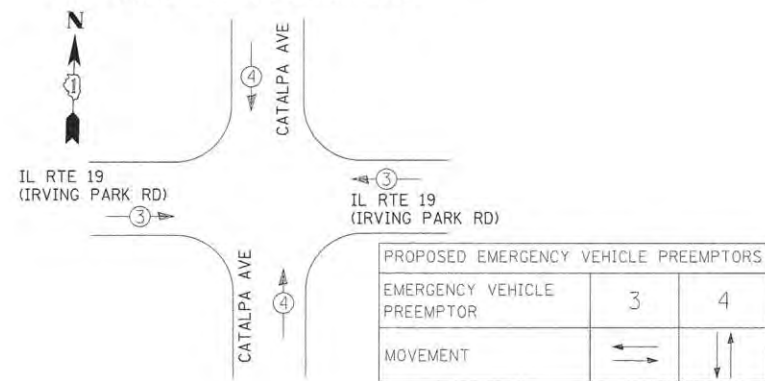 N
1
4
CATALPA AVE
IL RTE 19
(IRVING PARK RD)
3
3
IL RTE 19
(IRVING PARK RD)
CATALPA AVE
4
PROPOSED EMERGENCY VEHICLE PREEMPTORS
EMERGENCY VEHICLE
PREEMPTOR
3
4
MOVEMENT